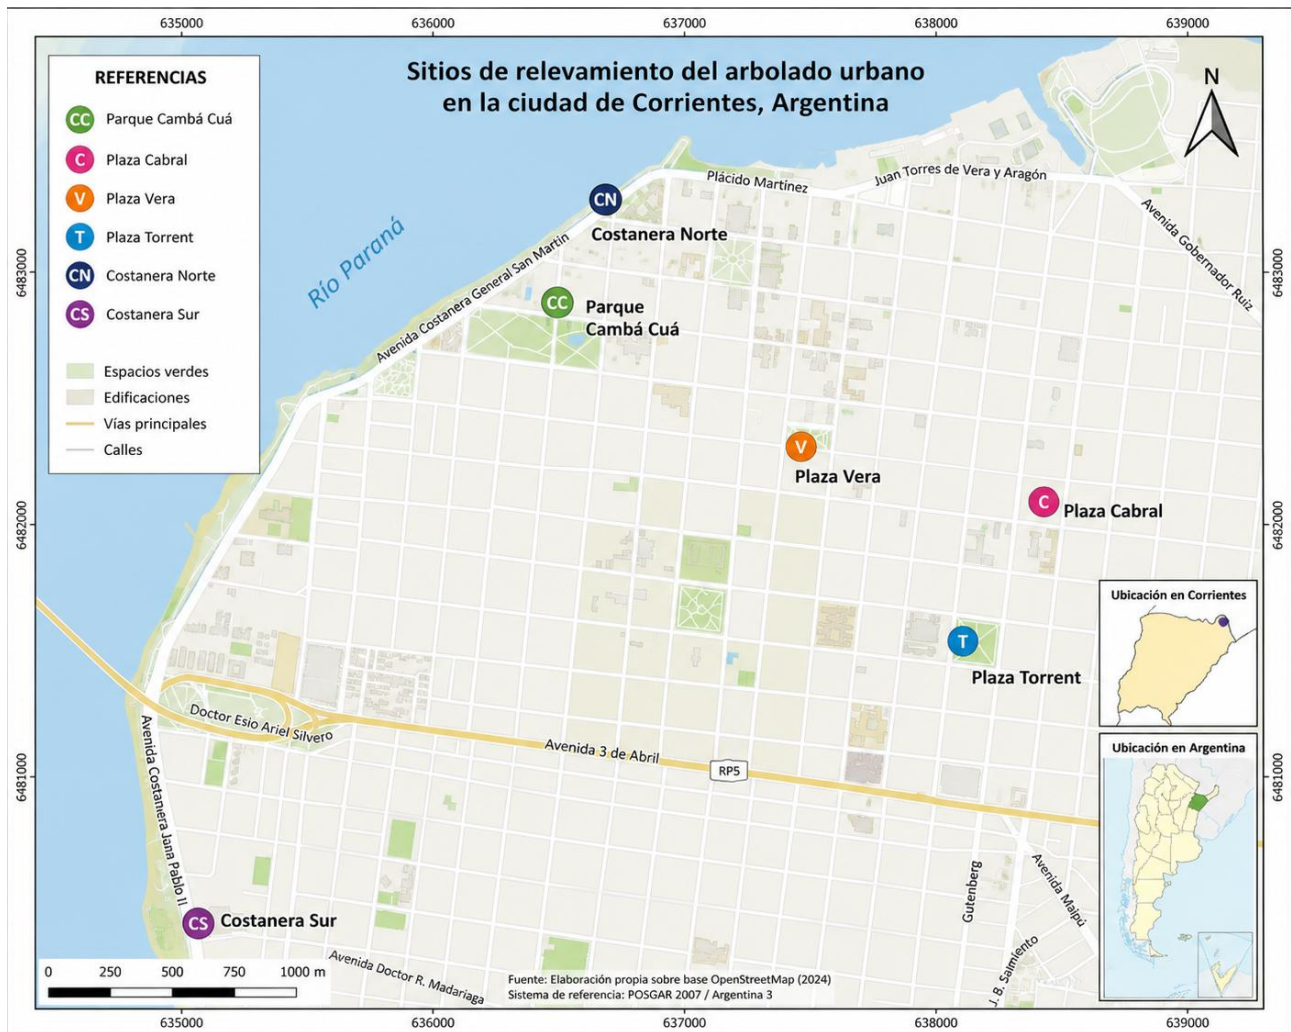 635000
636000
637000
638000
639000
Sitios de relevamiento del arbolado urbano
en la ciudad de Corrientes, Argentina
N
REFERENCIAS
CC Parque Cambá Cuá
C Plaza Cabral
V Plaza Vera
T Plaza Torrent
CN Costanera Norte
CS Costanera Sur
Espacios verdes
Edificaciones
Vías principales
Calles
Río Paraná
Plácido Martínez
Juan Torres de Vera y Aragón
Avenida Gobernador Ruiz
CN
Costanera Norte
Avenida Costanera General San Martín
6483000
6483000
CC
Parque
Cambá Cuá
V
Plaza Vera
C
Plaza Cabral
6482000
6482000
T
Plaza Torrent
Doctor Esio Ariel Silvero
Avenida 3 de Abril
RP5
6481000
6481000
Avenida Costaniera Jana Pablo II
CS
Costanera Sur
Avenida Doctor R. Madariaga
Gutenberg
Avenida Maipú
J. B. Saimiento
Ubicación en Corrientes
Ubicación en Argentina
0 250 500 750 1000 m
Fuente: Elaboración propia sobre base OpenStreetMap (2024)
Sistema de referencia: POSGAR 2007 / Argentina 3
635000
636000
637000
638000
639000